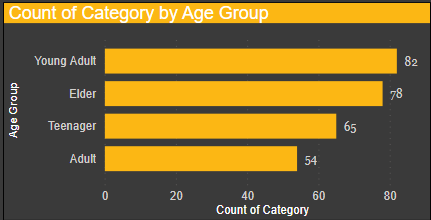 Count of Category by Age Group
Age Group
Young Adult 82
Elder 78
Teenager 65
Adult 54
0 20 40 60 80
Count of Category